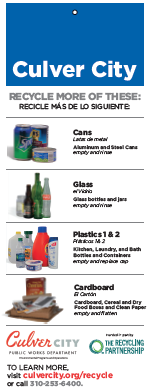 Culver City
RECYCLE MORE OF THESE:
RECICLE MÁS DE LO SIGUIENTE:
Cans
Latas de metal
Aluminum and Steel Cans
empty and rinse
Glass
el Vidrio
Glass bottles and jars
empty and rinse
Plastics 1 & 2
Plásticos 1& 2
Kitchen, Laundry, and Bath
Bottles and Containers
empty and replace cap
Cardboard
El Cartón
Cardboard, Cereal and Dry
Food Boxes and Clean Paper
empty and flatten
Culver CITY
PUBLIC WORKS DEPARTMENT
THE RECYCLING
PARTNERSHIP
TO LEARN MORE,
visit culvercity.org/recycle
or call 310-253-6400.